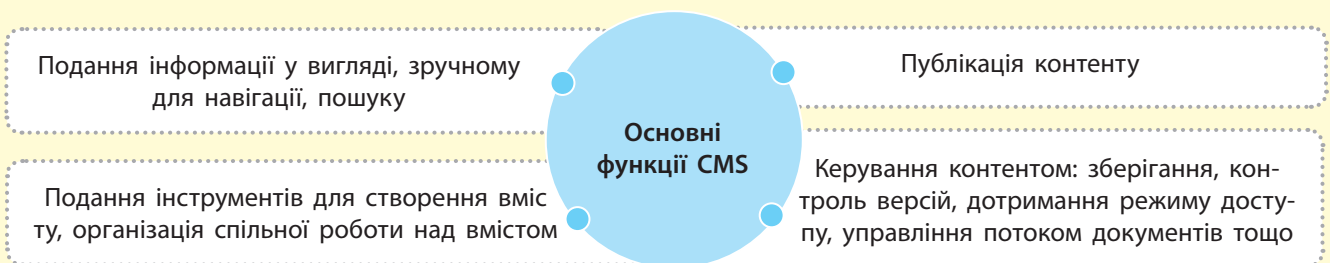 Подання інформації у вигляді, зручному
для навігації, пошуку
Публікація контенту
Основні
функції CMS
Подання інструментів для створення вміс
ту, організація спільної роботи над вмістом
Керування контентом: зберігання, кон-
троль версій, дотримання режиму досту-
пу, управління потоком документів тощо